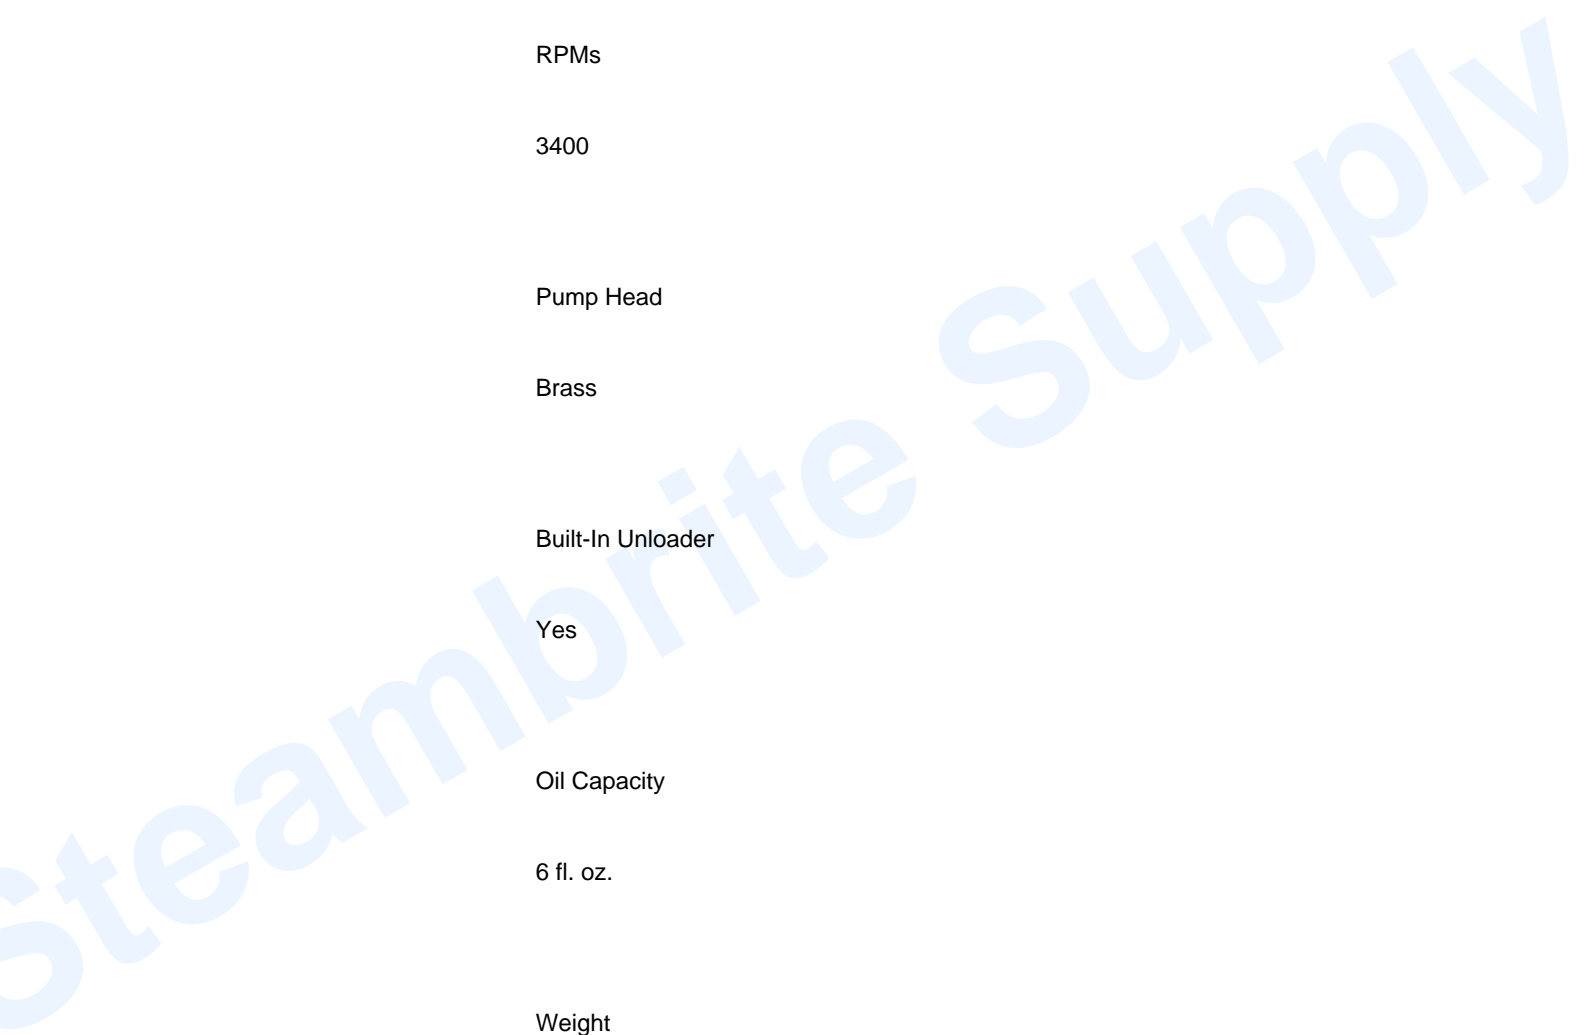 RPMs
3400
Pump Head
Brass
Built-In Unloader
Yes
Oil Capacity
6 fl. oz.
Weight
Steambrite Supply